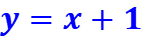 y = x + 1